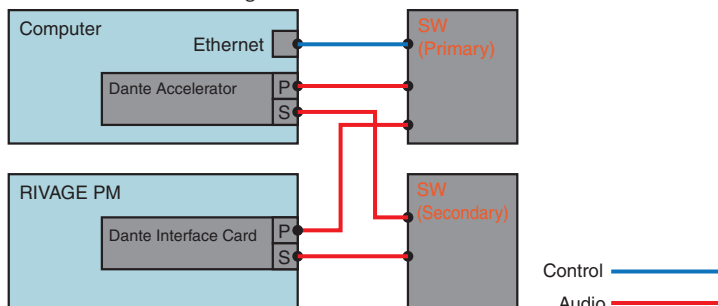 Computer
Ethernet
SW
(Primary)
Dante Accelerator
P
S
RIVAGE PM
SW
(Secondary)
Dante Interface Card
P
S
Control
Audio